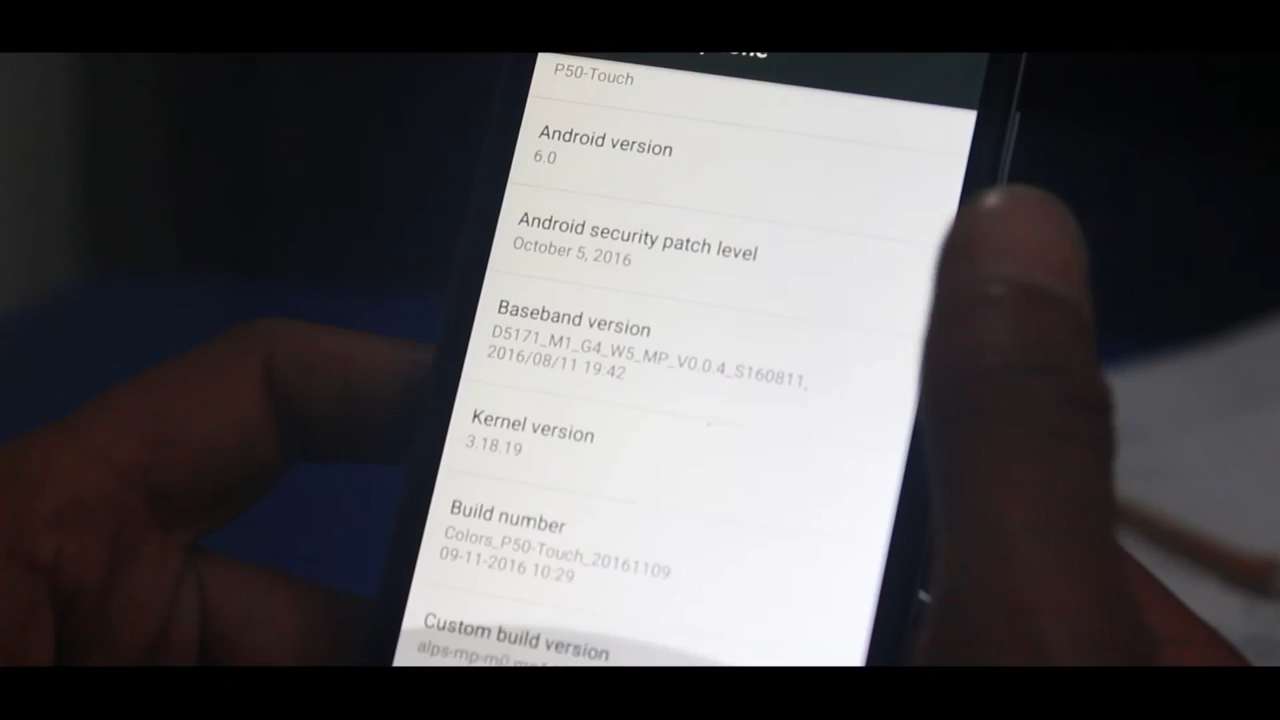 P50-Touch
Android version
6.0
Android security patch level
October 5, 2016
Baseband version
D5171_M1_G4_W5_MP_V0.0.4_S160811,
2016/08/11 19:42
Kernel version
3.18.19
Build number
Colors_P50-Touch_20161109
09-11-2016 10:29
Custom build version